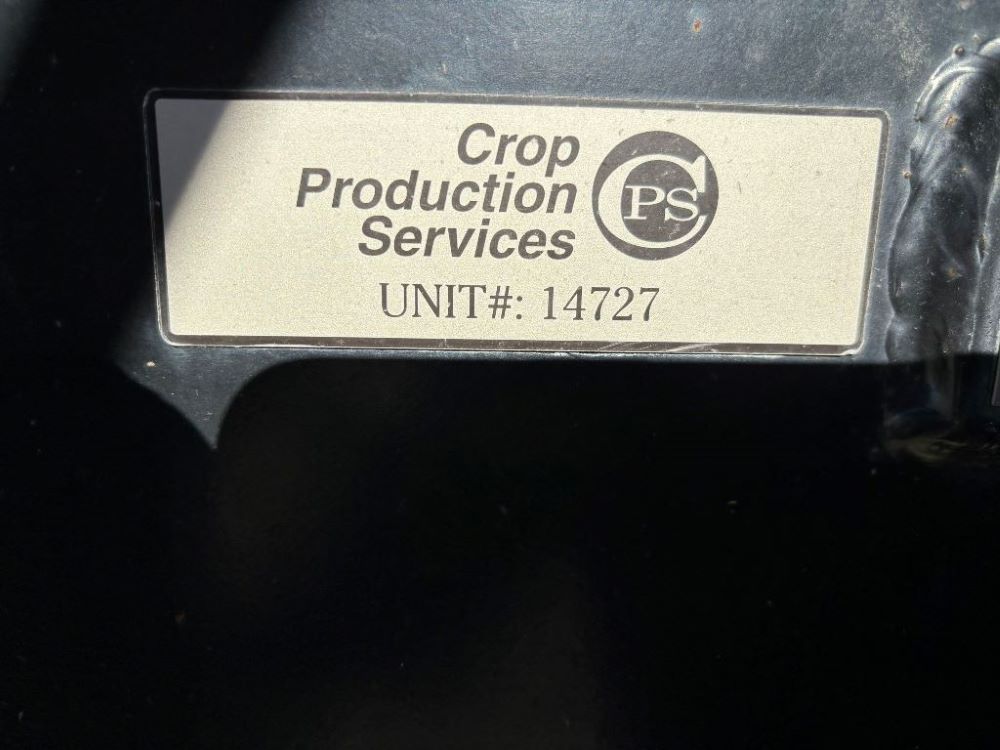 Crop
Production
Services
CPS
UNIT#: 14727